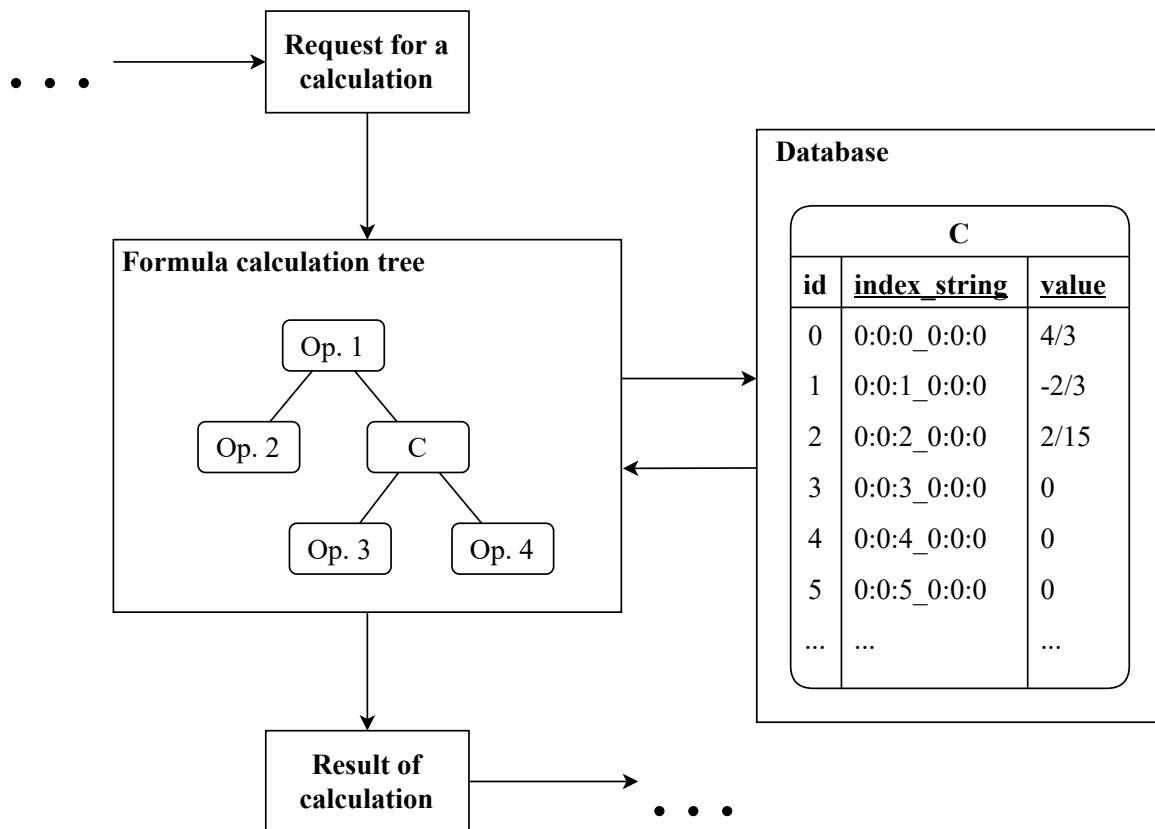 Request for a
calculation
. . .
Formula calculation tree
Op. 1
Op. 2
C
Op. 3
Op. 4
Database
C
id index_string value
0 0:0:0_0:0:0 4/3
1 0:0:1_0:0:0 -2/3
2 0:0:2_0:0:0 2/15
3 0:0:3_0:0:0 0
4 0:0:4_0:0:0 0
5 0:0:5_0:0:0 0
... ... ...
Result of
calculation
. . .